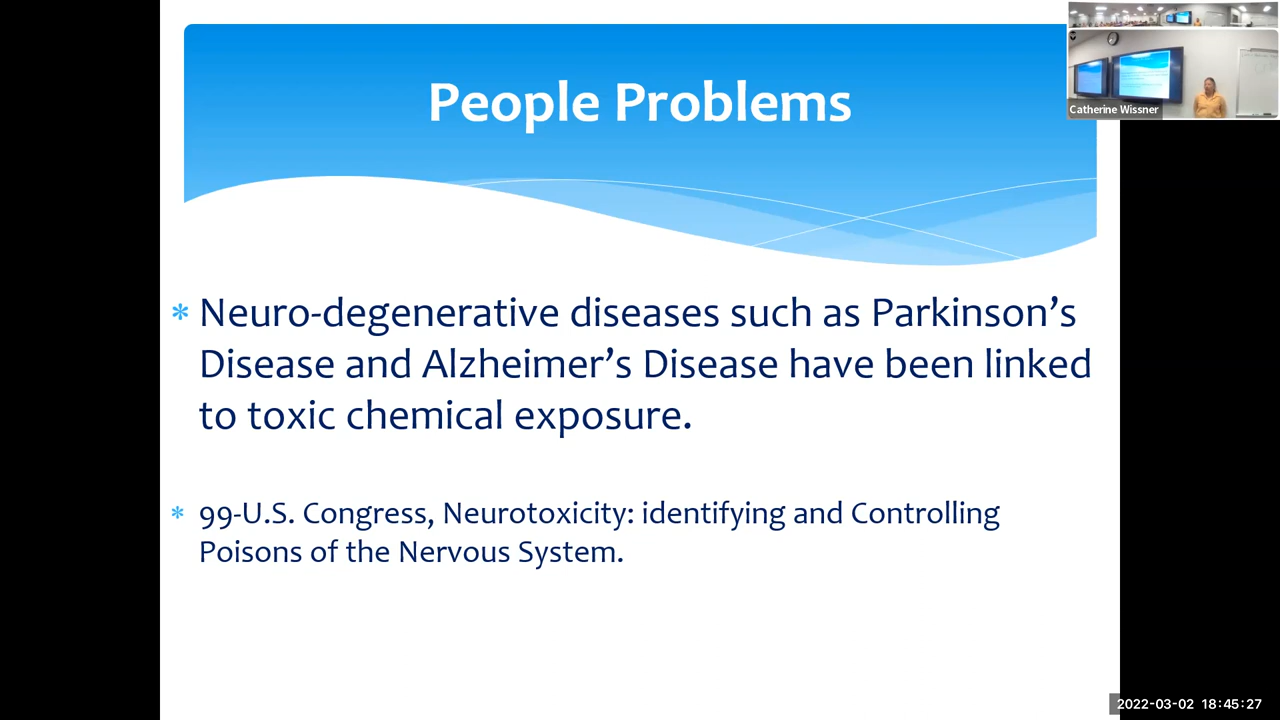 People Problems
Catherine Wissner
* Neuro-degenerative diseases such as Parkinson’s
Disease and Alzheimer’s Disease have been linked
to toxic chemical exposure.
* 99-U.S. Congress, Neurotoxicity: identifying and Controlling
Poisons of the Nervous System.
2022-03-02 18:45:27